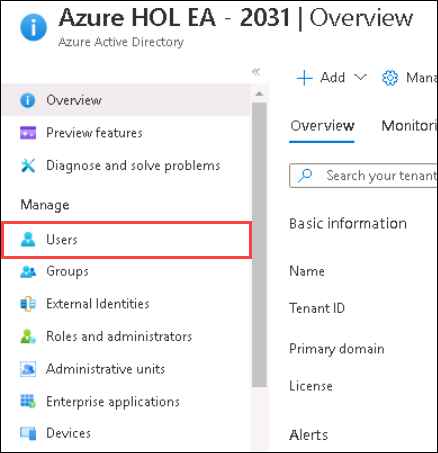 Azure HOL EA - 2031 | Overview
Azure Active Directory
Overview
Preview features
Diagnose and solve problems
Manage
Users
Groups
External Identities
Roles and administrators
Administrative units
Enterprise applications
Devices
Add
Mana
Overview
Monitori
Search your tenant
Basic information
Name
Tenant ID
Primary domain
License
Alerts